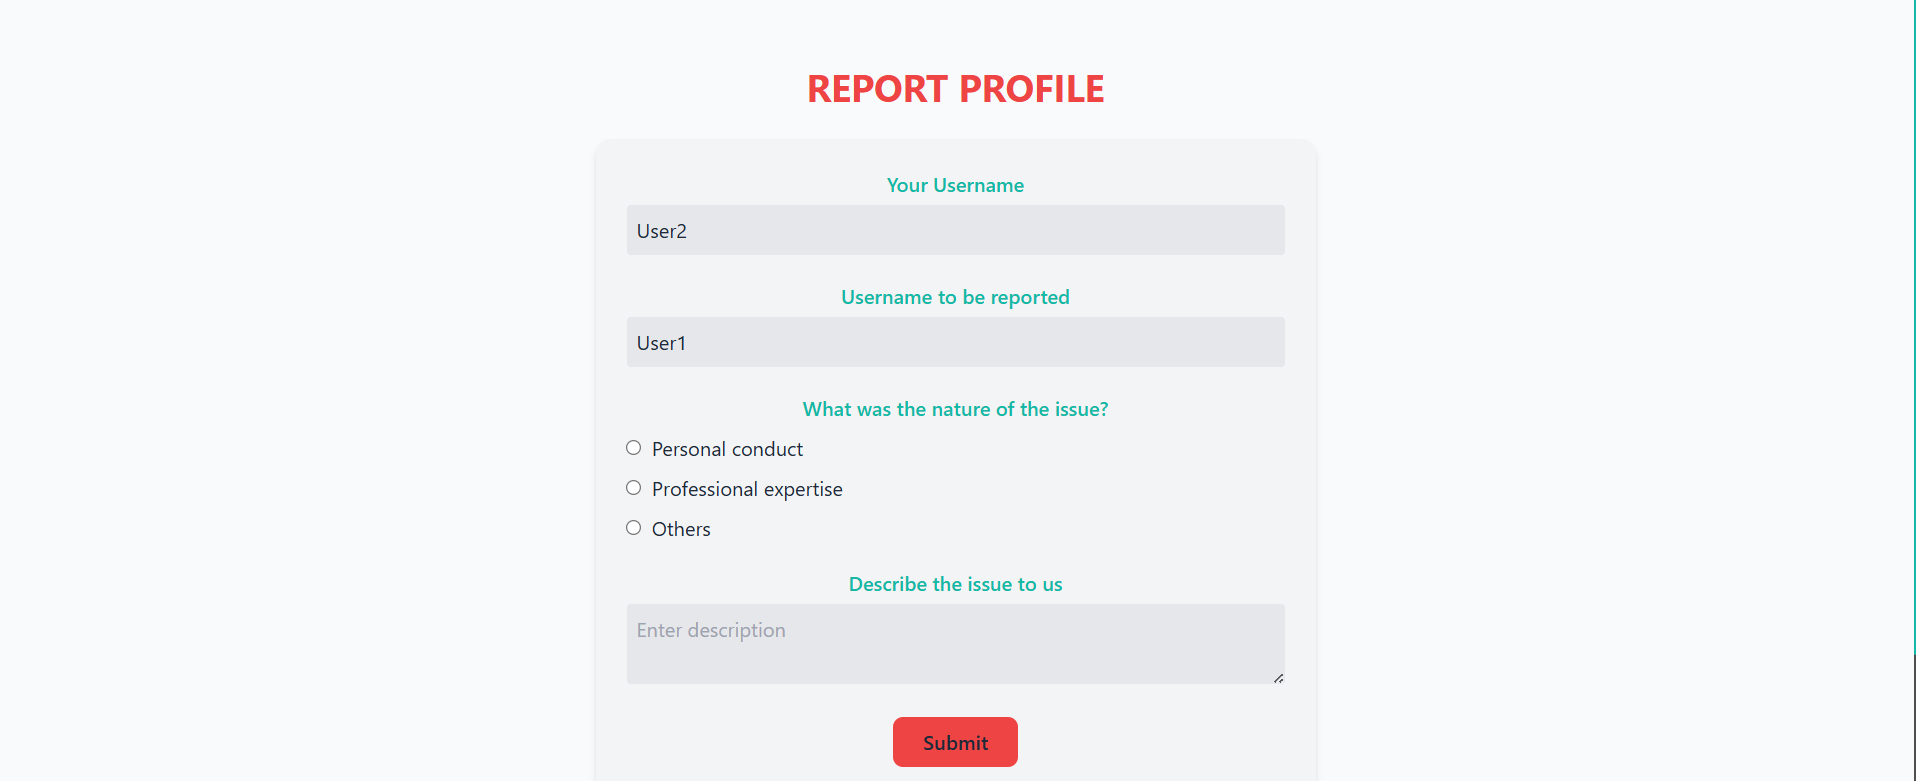 REPORT PROFILE
Your Username
User2
Username to be reported
User1
What was the nature of the issue?
Personal conduct
Professional expertise
Others
Describe the issue to us
Enter description
Submit